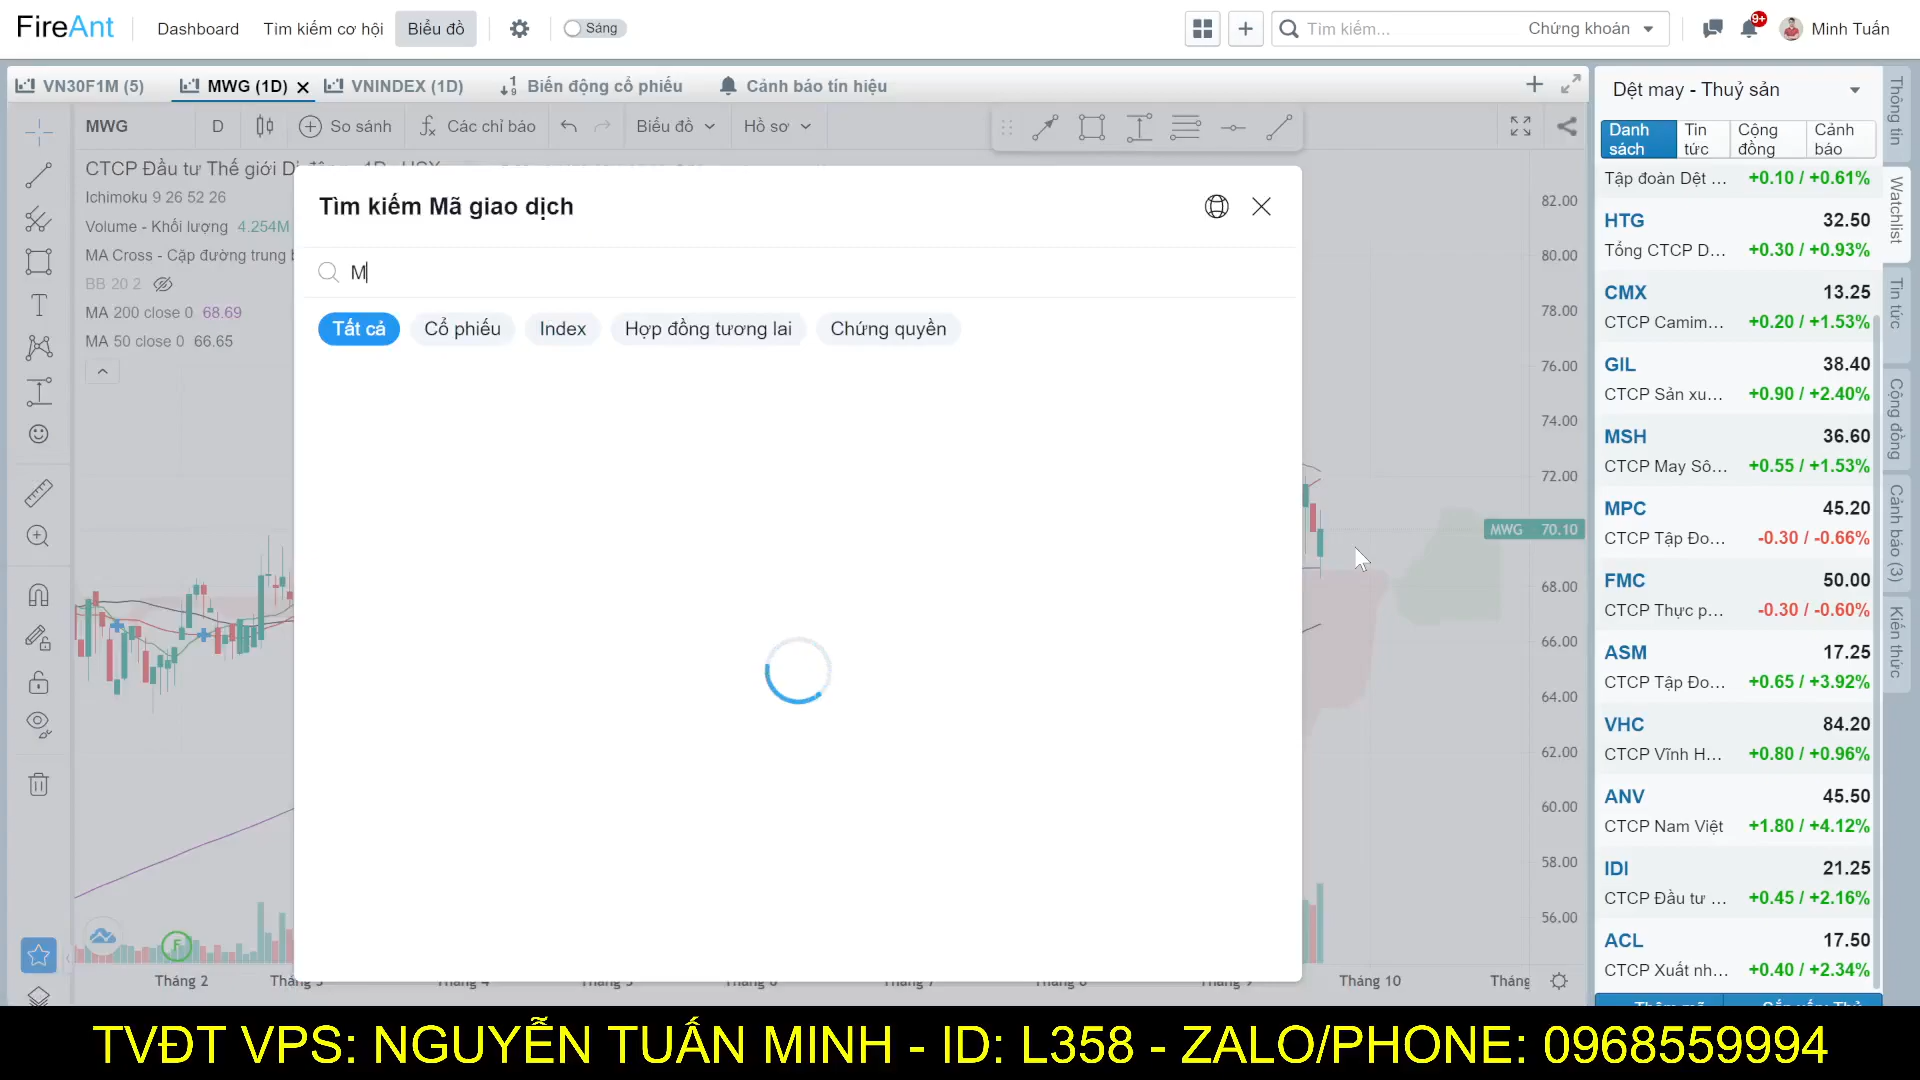 FireAnt
Dashboard
Tìm kiếm cơ hội
Biểu đồ
Sáng
Tìm kiếm...
Chứng khoán
9+
Minh Tuấn
VN30F1M (5)
MWG (1D)
VNINDEX (1D)
Biến động cổ phiếu
Cảnh báo tín hiệu
MWG
D
So sánh
Các chỉ báo
Biểu đồ
Hồ sơ
CTCP Đầu tư Thế giới Di
Ichimoku 9 26 52 26
Volume - Khối lượng 4.254M
MA Cross - Cặp đường trung b
BB 20 2
MA 200 close 0 68.69
MA 50 close 0 66.65
Tìm kiếm Mã giao dịch
M
Tất cả
Cổ phiếu
Index
Hợp đồng tương lai
Chứng quyền
82.00
80.00
78.00
76.00
74.00
72.00
MWG 70.10
68.00
66.00
64.00
62.00
60.00
58.00
56.00
F
Tháng 2
Tháng 10
Tháng
Dệt may - Thuỷ sản
Danh sách
Tin tức
Cộng đồng
Cảnh báo
Tập đoàn Dệt ... +0.10 / +0.61%
HTG 32.50
Tổng CTCP D... +0.30 / +0.93%
CMX 13.25
CTCP Camim... +0.20 / +1.53%
GIL 38.40
CTCP Sản xu... +0.90 / +2.40%
MSH 36.60
CTCP May Sô... +0.55 / +1.53%
MPC 45.20
CTCP Tập Đo... -0.30 / -0.66%
FMC 50.00
CTCP Thực p... -0.30 / -0.60%
ASM 17.25
CTCP Tập Đo... +0.65 / +3.92%
VHC 84.20
CTCP Vĩnh H... +0.80 / +0.96%
ANV 45.50
CTCP Nam Việt +1.80 / +4.12%
IDI 21.25
CTCP Đầu tư ... +0.45 / +2.16%
ACL 17.50
CTCP Xuất nh... +0.40 / +2.34%
Thông tin
Watchlist
Tin tức
Cộng đồng
Cảnh báo (3)
Kiến thức
TVĐT VPS: NGUYỄN TUẤN MINH - ID: L358 - ZALO/PHONE: 0968559994